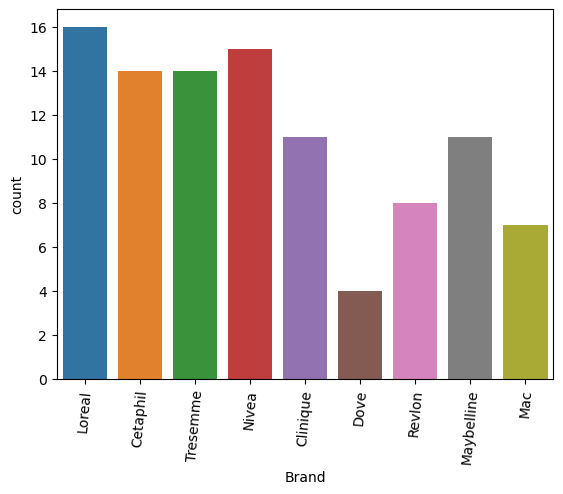 16
14
12
10
8
6
4
2
0
count
Loreal
Cetaphil
Tresemme
Nivea
Clinique
Dove
Revlon
Maybelline
Mac
Brand